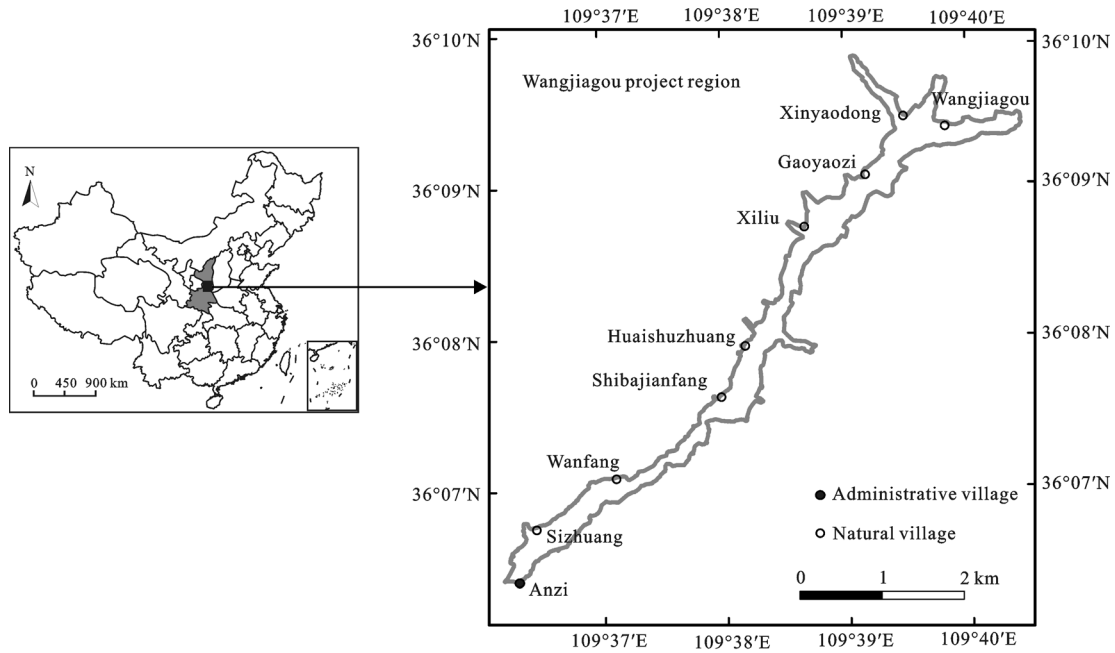 109°37′E 109°38′E 109°39′E 109°40′E
36°10′N
36°10′N
Wangjiagou project region
Wangjiagou
Xinyaodong
Gaoyaozi
36°09′N
36°09′N
N
Xiliu
Huaishuzhuang
36°08′N
36°08′N
Shibajianfang
0 450 900 km
Wanfang
36°07′N
36°07′N
Administrative village
Natural village
Sizhuang
Anzi
0 1 2 km
109°37′E 109°38′E 109°39′E 109°40′E